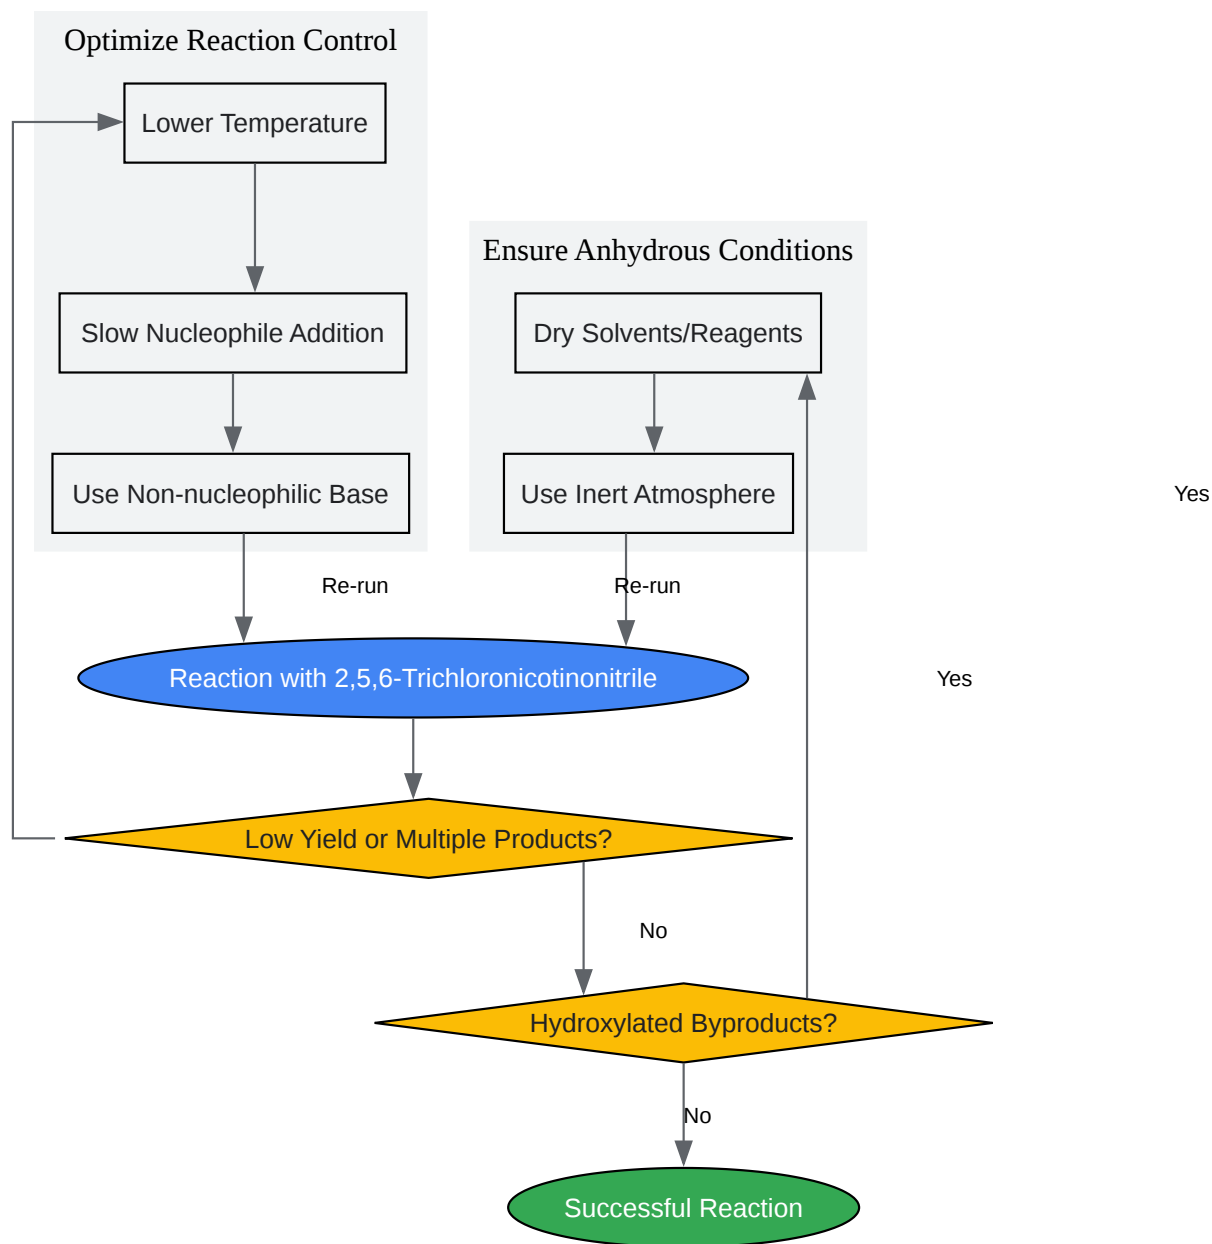 Optimize Reaction Control
Lower Temperature
Ensure Anhydrous Conditions
Slow Nucleophile Addition
Dry Solvents/Reagents
Use Non-nucleophilic Base
Use Inert Atmosphere
Yes
Re-run
Re-run
Reaction with 2,5,6-Trichloronicotinonitrile
Yes
Low Yield or Multiple Products?
No
Hydroxylated Byproducts?
No
Successful Reaction